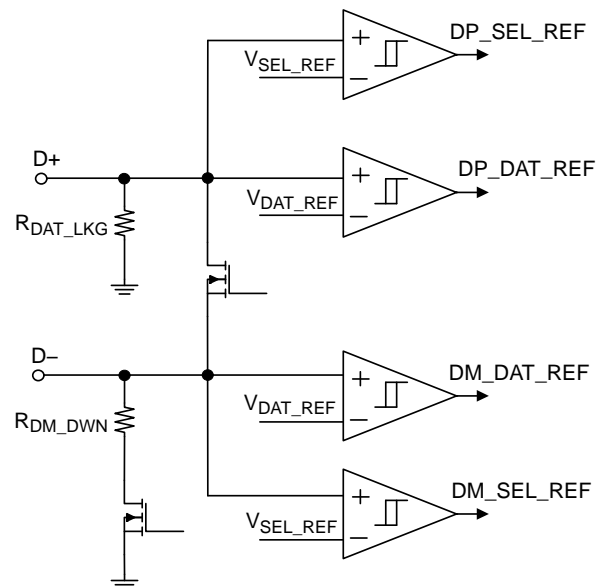 DP_SEL_REF
+
V_SEL_REF
−
D+
DP_DAT_REF
+
V_DAT_REF
−
R_DAT_LKG
D−
DM_DAT_REF
+
V_DAT_REF
−
R_DM_DWN
DM_SEL_REF
+
V_SEL_REF
−